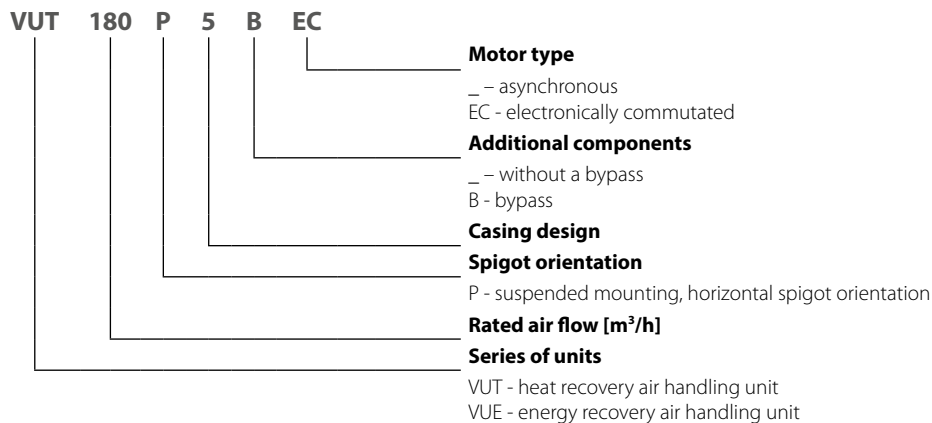 VUT 180 P 5 B EC
Motor type
_ – asynchronous
EC - electronically commutated
Additional components
_ – without a bypass
B - bypass
Casing design
Spigot orientation
P - suspended mounting, horizontal spigot orientation
Rated air flow [m³/h]
Series of units
VUT - heat recovery air handling unit
VUE - energy recovery air handling unit